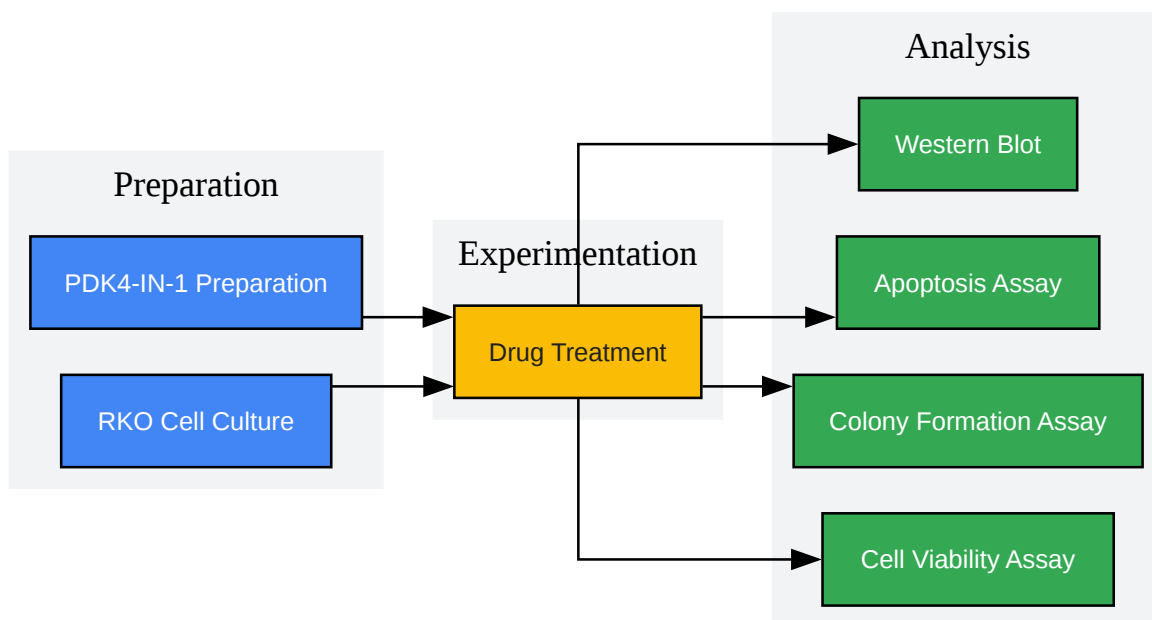 Preparation
PDK4-IN-1 Preparation
RKO Cell Culture
Experimentation
Drug Treatment
Analysis
Western Blot
Apoptosis Assay
Colony Formation Assay
Cell Viability Assay